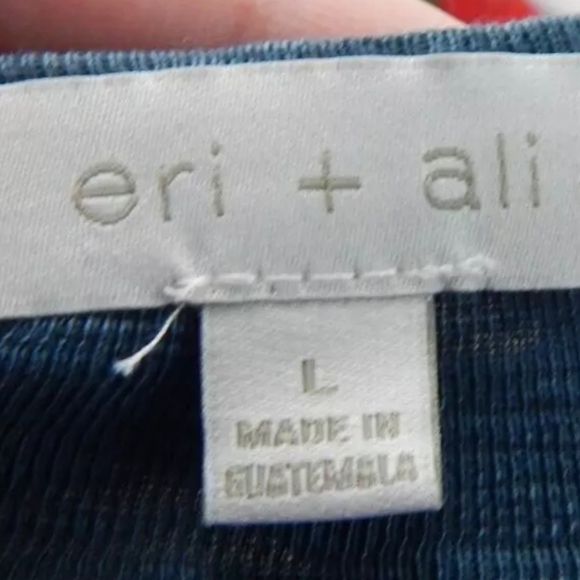 eri + ali
L
MADE IN
GUATEMALA